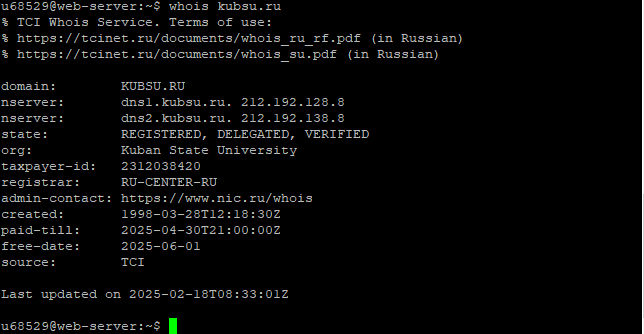 u68529@web-server:~$ whois kubsu.ru
% TCI Whois Service. Terms of use:
% https://tcinet.ru/documents/whois_ru_rf.pdf (in Russian)
% https://tcinet.ru/documents/whois_su.pdf (in Russian)

domain:        KUBSU.RU
nserver:       dns1.kubsu.ru. 212.192.128.8
nserver:       dns2.kubsu.ru. 212.192.138.8
state:         REGISTERED, DELEGATED, VERIFIED
org:           Kuban State University
taxpayer-id:   2312038420
registrar:     RU-CENTER-RU
admin-contact: https://www.nic.ru/whois
created:       1998-03-28T12:18:30Z
paid-till:     2025-04-30T21:00:00Z
free-date:     2025-06-01
source:        TCI

Last updated on 2025-02-18T08:33:01Z

u68529@web-server:~$